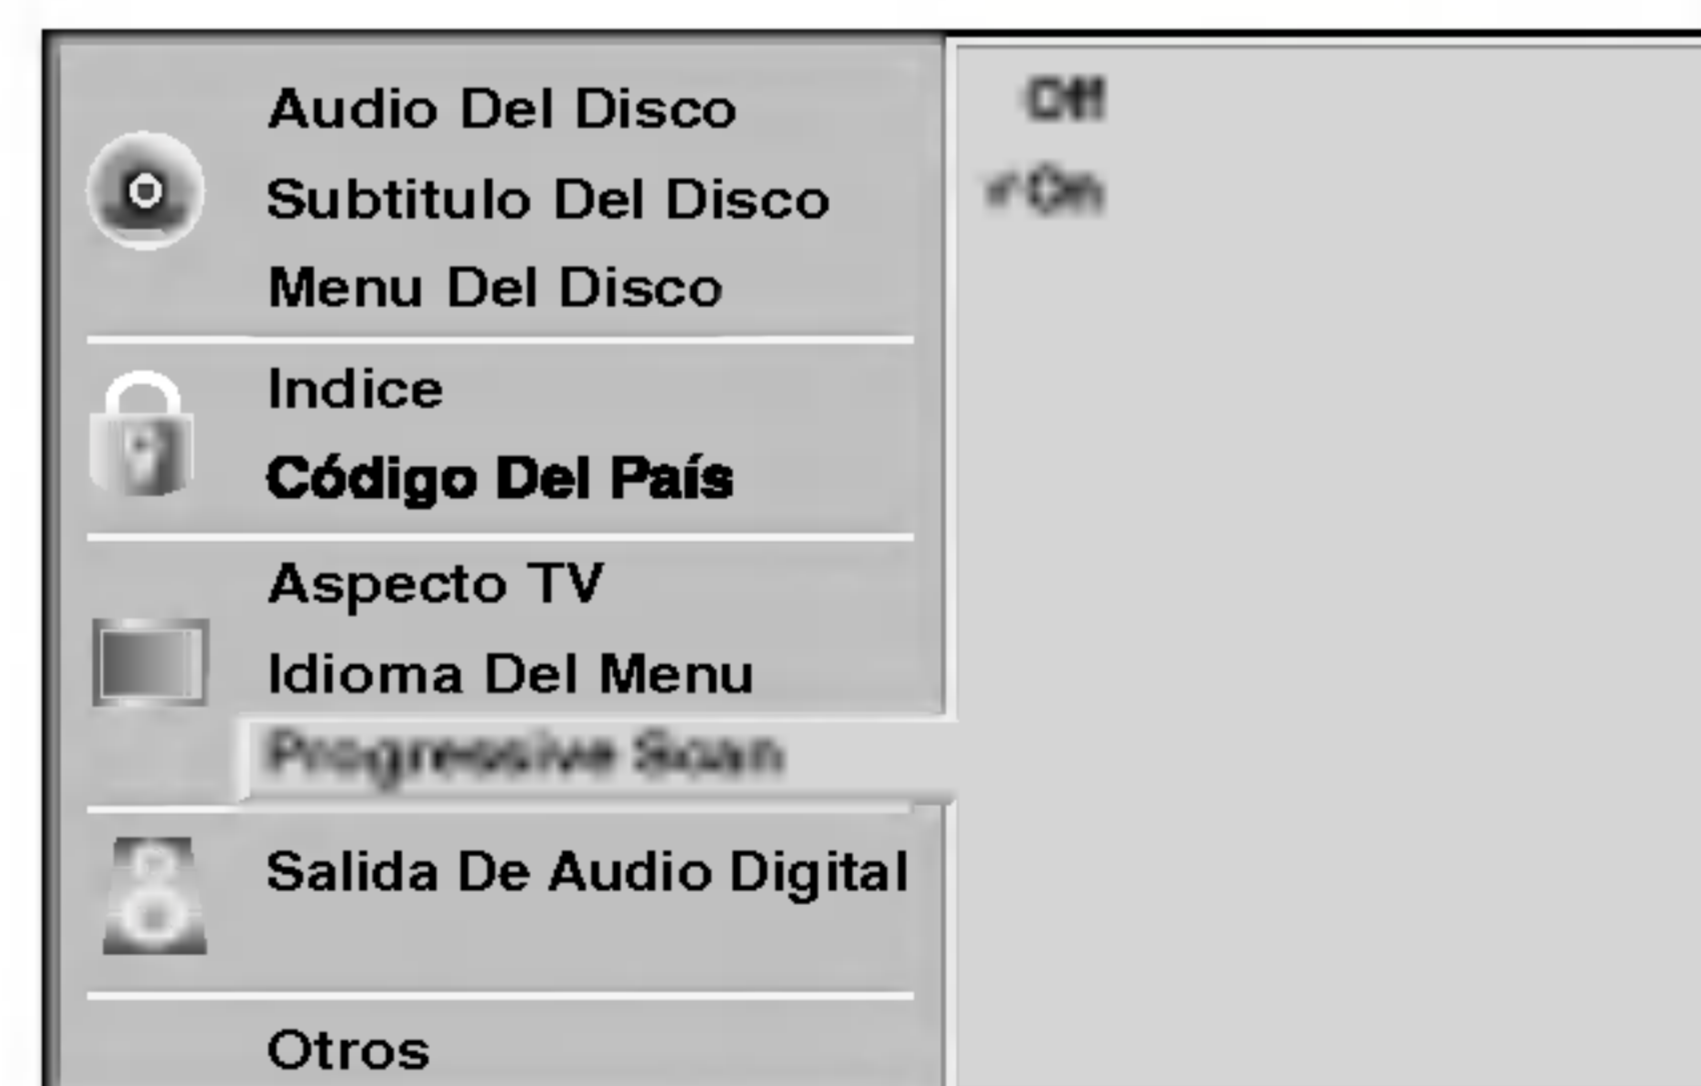 Audio Del Disco
Subtitulo Del Disco
Menu Del Disco
Indice
Código Del País
Aspecto TV
Idioma Del Menu
Progressive Scan
Salida De Audio Digital
Otros
Off
✓On